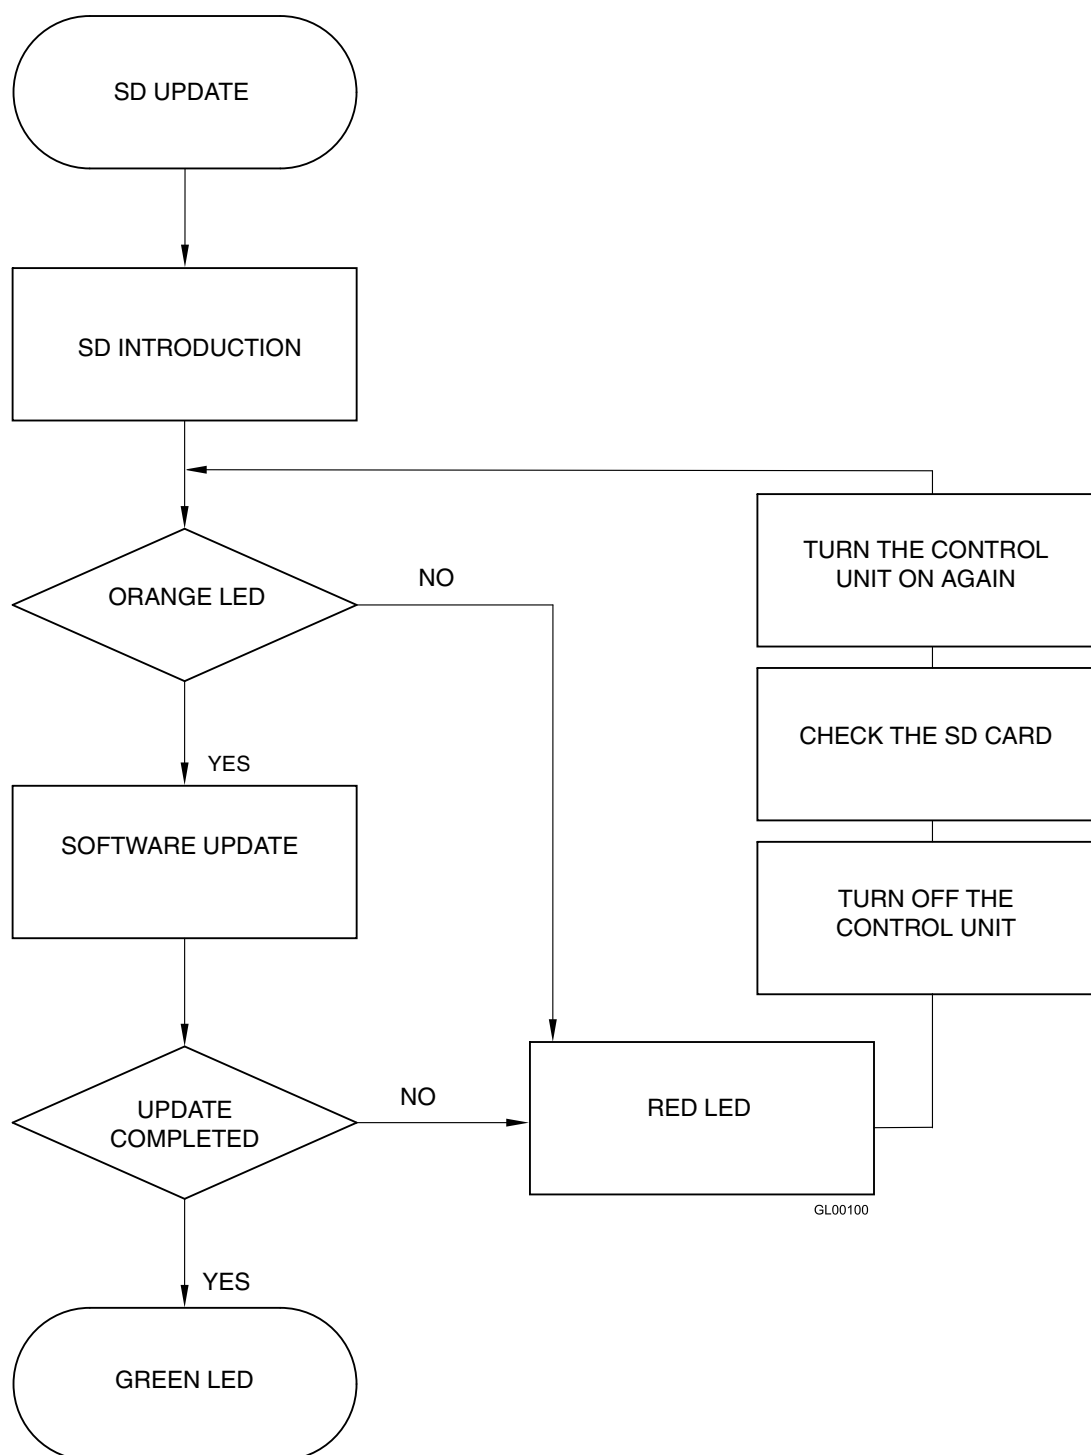 SD UPDATE
SD INTRODUCTION
ORANGE LED
NO
YES
SOFTWARE UPDATE
UPDATE
COMPLETED
NO
YES
GREEN LED
RED LED
GL00100
TURN THE CONTROL
UNIT ON AGAIN
CHECK THE SD CARD
TURN OFF THE
CONTROL UNIT